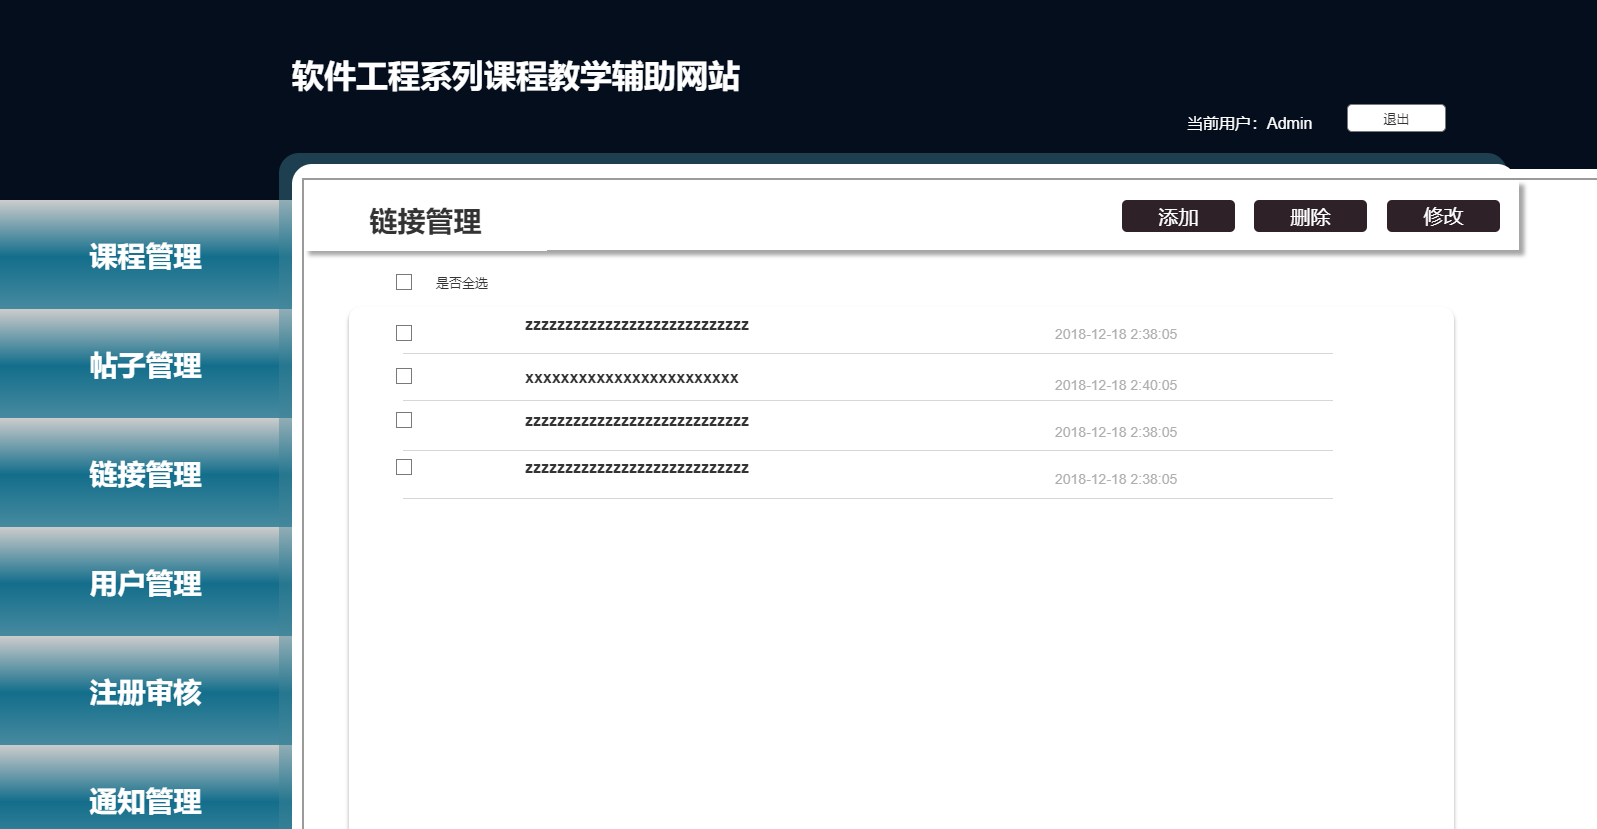 软件工程系列课程教学辅助网站
当前用户：Admin
退出
链接管理
添加
删除
修改
是否全选
zzzzzzzzzzzzzzzzzzzzzzzzzzzz
2018-12-18 2:38:05
xxxxxxxxxxxxxxxxxxxxxxxx
2018-12-18 2:40:05
zzzzzzzzzzzzzzzzzzzzzzzzzzzz
2018-12-18 2:38:05
zzzzzzzzzzzzzzzzzzzzzzzzzzzz
2018-12-18 2:38:05
课程管理
帖子管理
链接管理
用户管理
注册审核
通知管理